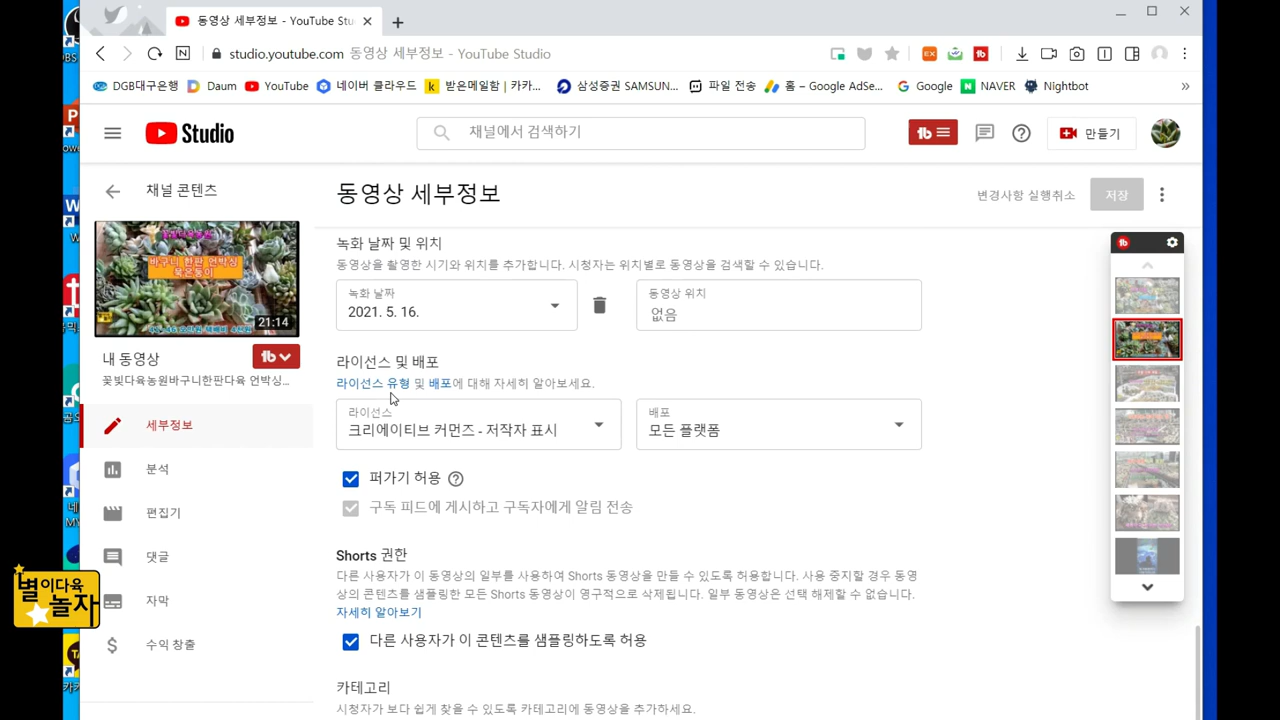 동영상 세부정보 - YouTube Stu
studio.youtube.com 동영상 세부정보 - YouTube Studio
DGB대구은행
Daum
YouTube
네이버 클라우드
받은메일함 | 카카...
삼성증권 SAMSUN...
파일 전송
홈 – Google AdSe...
Google
NAVER
Nightbot
Studio
채널에서 검색하기
만들기
채널 콘텐츠
동영상 세부정보
변경사항 실행취소
저장
꽃빛다육농원
바구니 한판 언박싱
묵은둥이
21:14
내 동영상
꽃빛다육농원바구니한판다육 언박싱...
세부정보
분석
편집기
댓글
자막
수익 창출
녹화 날짜 및 위치
동영상을 촬영한 시기와 위치를 추가합니다. 시청자는 위치별로 동영상을 검색할 수 있습니다.
녹화 날짜
2021. 5. 16.
동영상 위치
없음
라이선스 및 배포
라이선스 유형 및 배포에 대해 자세히 알아보세요.
라이선스
크리에이티브 커먼즈 - 저작자 표시
배포
모든 플랫폼
퍼가기 허용
구독 피드에 게시하고 구독자에게 알림 전송
Shorts 권한
다른 사용자가 이 동영상의 일부를 사용하여 Shorts 동영상을 만들 수 있도록 허용합니다. 사용 중지할 경우 동영
상의 콘텐츠를 샘플링한 모든 Shorts 동영상이 영구적으로 삭제됩니다. 일부 동영상은 선택 해제할 수 없습니다.
자세히 알아보기
다른 사용자가 이 콘텐츠를 샘플링하도록 허용
카테고리
시청자가 보다 쉽게 찾을 수 있도록 카테고리에 동영상을 추가하세요.
별이다육
놀자